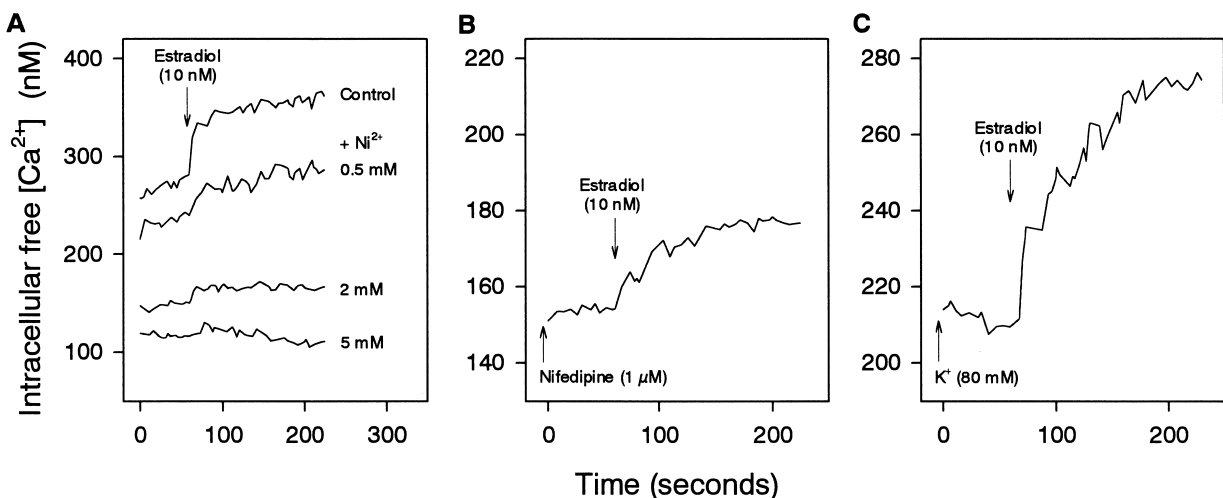 A
B
C
Intracellular free [Ca²⁺] (nM)
400
300
200
100
Estradiol
(10 nM)
Control
+ Ni²⁺
0.5 mM
2 mM
5 mM
0
100
200
300
220
200
180
160
140
Estradiol
(10 nM)
Nifedipine (1 μM)
0
100
200
280
260
240
220
200
Estradiol
(10 nM)
K⁺ (80 mM)
0
100
200
Time (seconds)